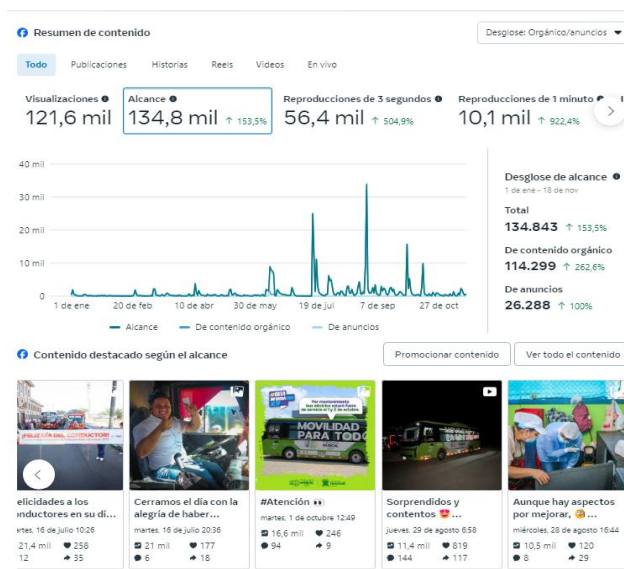 Resumen de contenido
Desglose: Orgánico/anuncios
Todo Publicaciones Historias Reels Videos En vivo
Visualizaciones Alcance Reproducciones de 3 segundos Reproducciones de 1 minuto
121,6 mil 134,8 mil ↑ 153,5% 56,4 mil ↑ 504,9% 10,1 mil ↑ 922,4%
40 mil
30 mil
20 mil
10 mil
0
1 de ene 20 de feb 10 de abr 30 de may 19 de jul 7 de sep 27 de oct
Alcance De contenido orgánico De anuncios
Desglose de alcance
1 de ene - 18 de nov
Total
134.843 ↑ 153,5%
De contenido orgánico
114.299 ↑ 262,6%
De anuncios
26.288 ↑ 100%
Contenido destacado según el alcance
Promocionar contenido Ver todo el contenido
¡FELIZ DÍA DEL CONDUCTOR!
MOVILIDAD
PARA TODO
elicidades a los
nductores en su dí...
rtes, 16 de julio 10:26
21,4 mil 258
12 35
Cerramos el día con la
alegría de haber...
martes, 16 de julio 20:36
21 mil 177
6 18
#Atención 👀
martes, 1 de octubre 12:49
16,6 mil 246
94 9
Sorprendidos y
contentos 🤩...
jueves, 29 de agosto 6:58
11,4 mil 819
144 117
Aunque hay aspectos
por mejorar, 🤔...
miércoles, 28 de agosto 16:44
10,5 mil 120
8 29